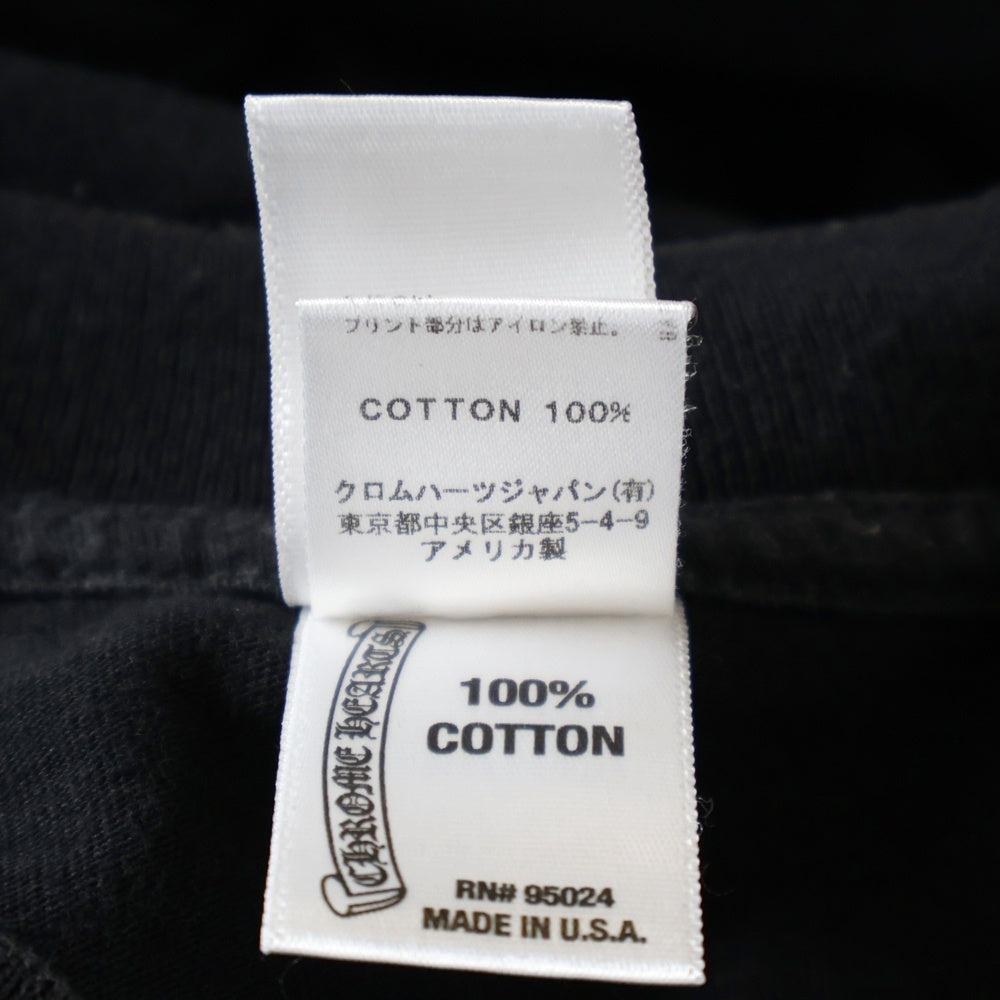 プリント部分はアイロン禁止。
COTTON 100%
クロムハーツジャパン(有)
東京都中央区銀座5-4-9
アメリカ製
CHROME HEARTS
100%
COTTON
RN# 95024
MADE IN U.S.A.